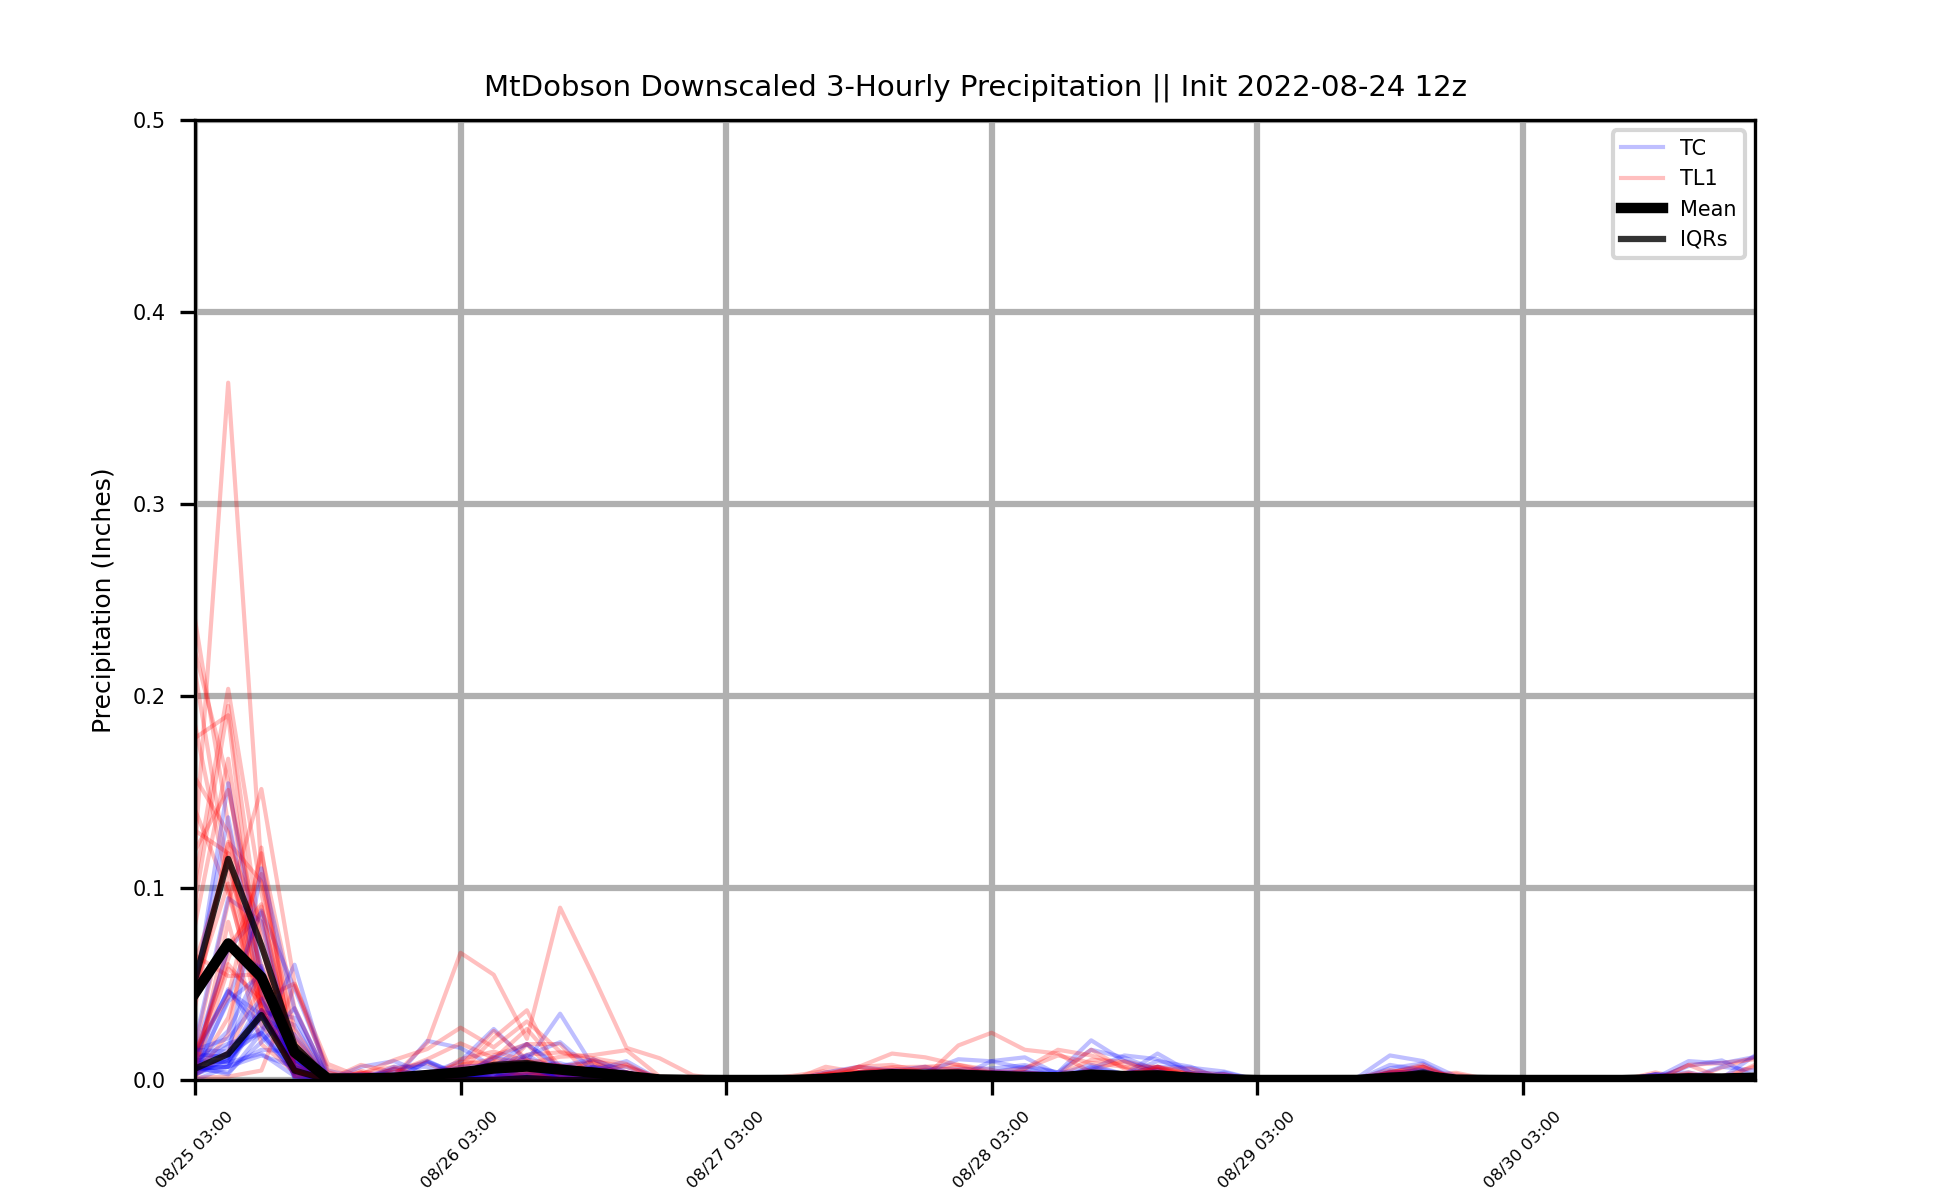 MtDobson Downscaled 3-Hourly Precipitation || Init 2022-08-24 12z
0.5
0.4
0.3
0.2
0.1
0.0
Precipitation (Inches)
TC
TL1
Mean
IQRs
08/25 03:00
08/26 03:00
08/27 03:00
08/28 03:00
08/29 03:00
08/30 03:00